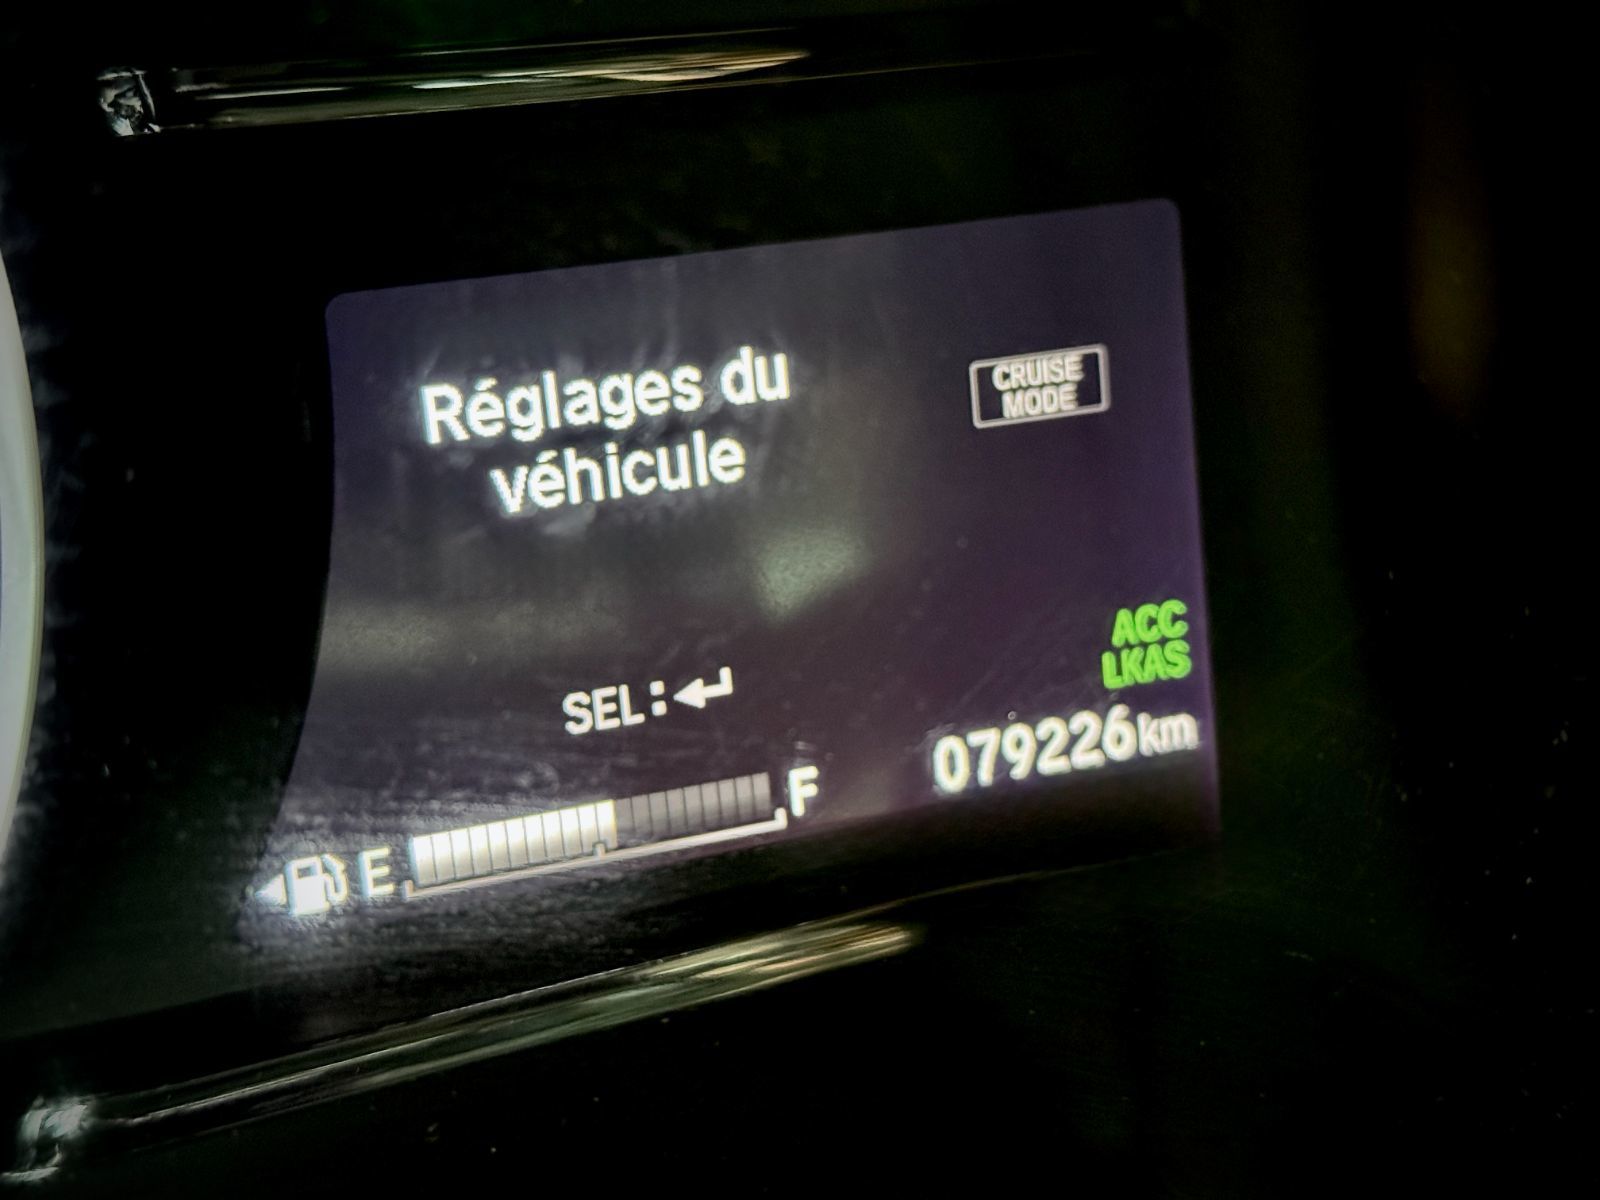 Réglages du
véhicule
CRUISE
MODE
ACC
LKAS
SEL:
079226km
E F